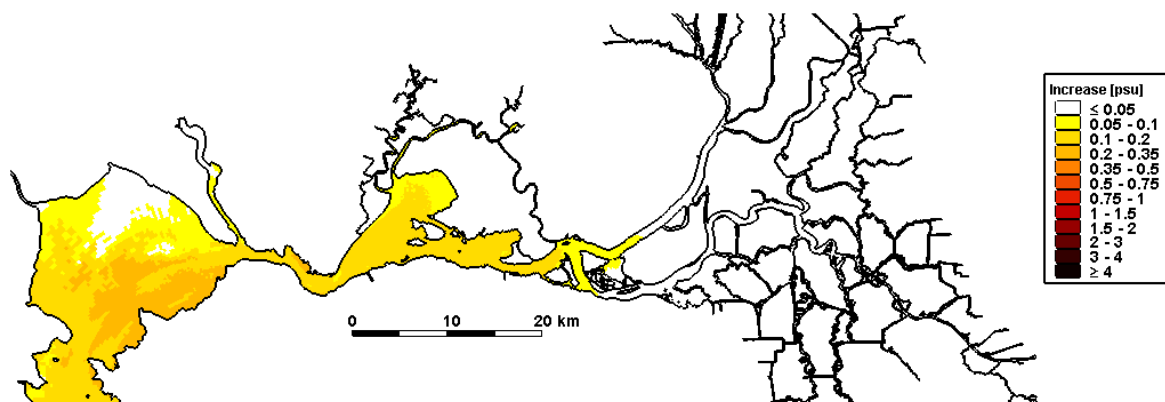 Increase [psu]
≤ 0.05
0.05 - 0.1
0.1 - 0.2
0.2 - 0.35
0.35 - 0.5
0.5 - 0.75
0.75 - 1
1 - 1.5
1.5 - 2
2 - 3
3 - 4
≥ 4
0 10 20 km